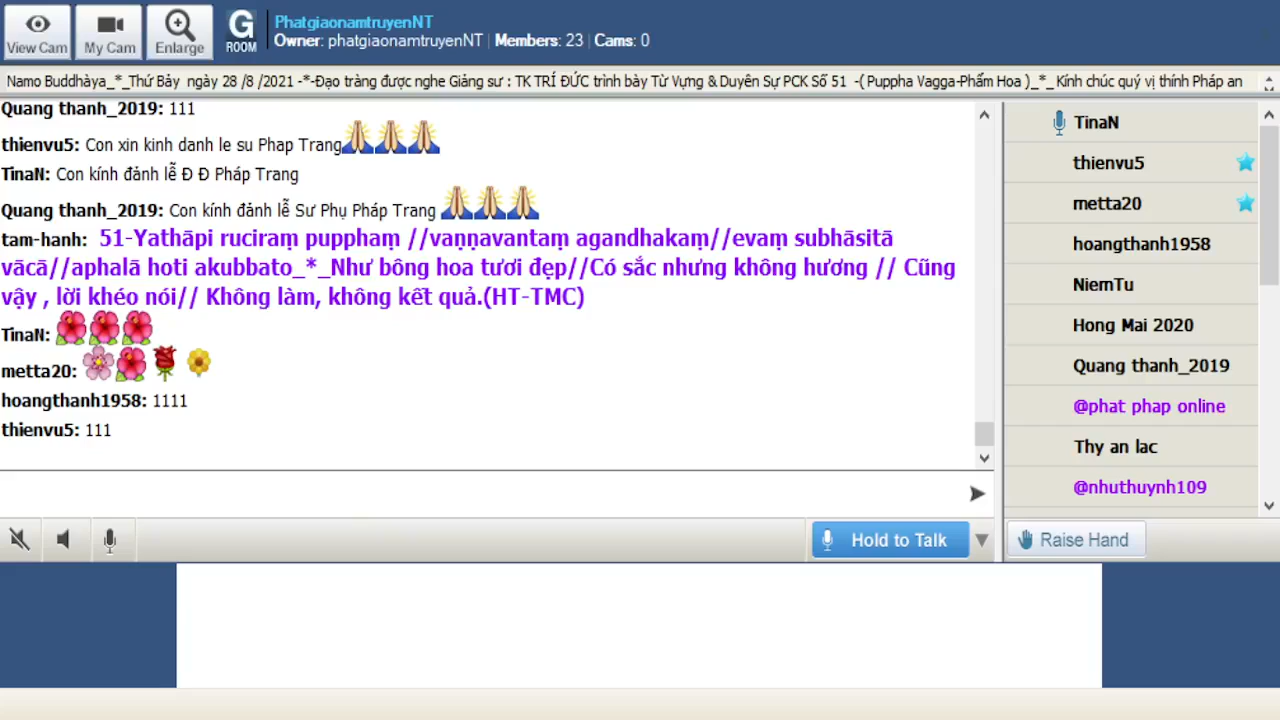 View Cam
My Cam
Enlarge
G
ROOM
PhatgiaonamtruyenNT
Owner: phatgiaonamtruyenNT | Members: 23 | Cams: 0
Namo Buddhàya_*_Thứ Bảy ngày 28 /8 /2021 -*-Đạo tràng được nghe Giảng sư : TK TRÍ ĐỨC trình bày Từ Vựng & Duyên Sự PCK Số 51 -( Puppha Vagga-Phẩm Hoa )_*_ Kính chúc quý vị thính Pháp an
Quang thanh_2019: 111
thienvu5: Con xin kinh danh le su Phap Trang
TinaN: Con kính đảnh lễ Đ Đ Pháp Trang
Quang thanh_2019: Con kính đảnh lễ Sư Phụ Pháp Trang
tam-hanh: 51-Yathāpi ruciraṃ pupphaṃ //vaṇṇavantaṃ agandhakaṃ//evaṃ subhāsitā
vācā//aphalā hoti akubbato_*_Như bông hoa tươi đẹp//Có sắc nhưng không hương // Cũng
vậy , lời khéo nói// Không làm, không kết quả.(HT-TMC)
TinaN:
metta20:
hoangthanh1958: 1111
thienvu5: 111
TinaN
thienvu5
metta20
hoangthanh1958
NiemTu
Hong Mai 2020
Quang thanh_2019
@phat phap online
Thy an lac
@nhuthuynh109
Hold to Talk
Raise Hand